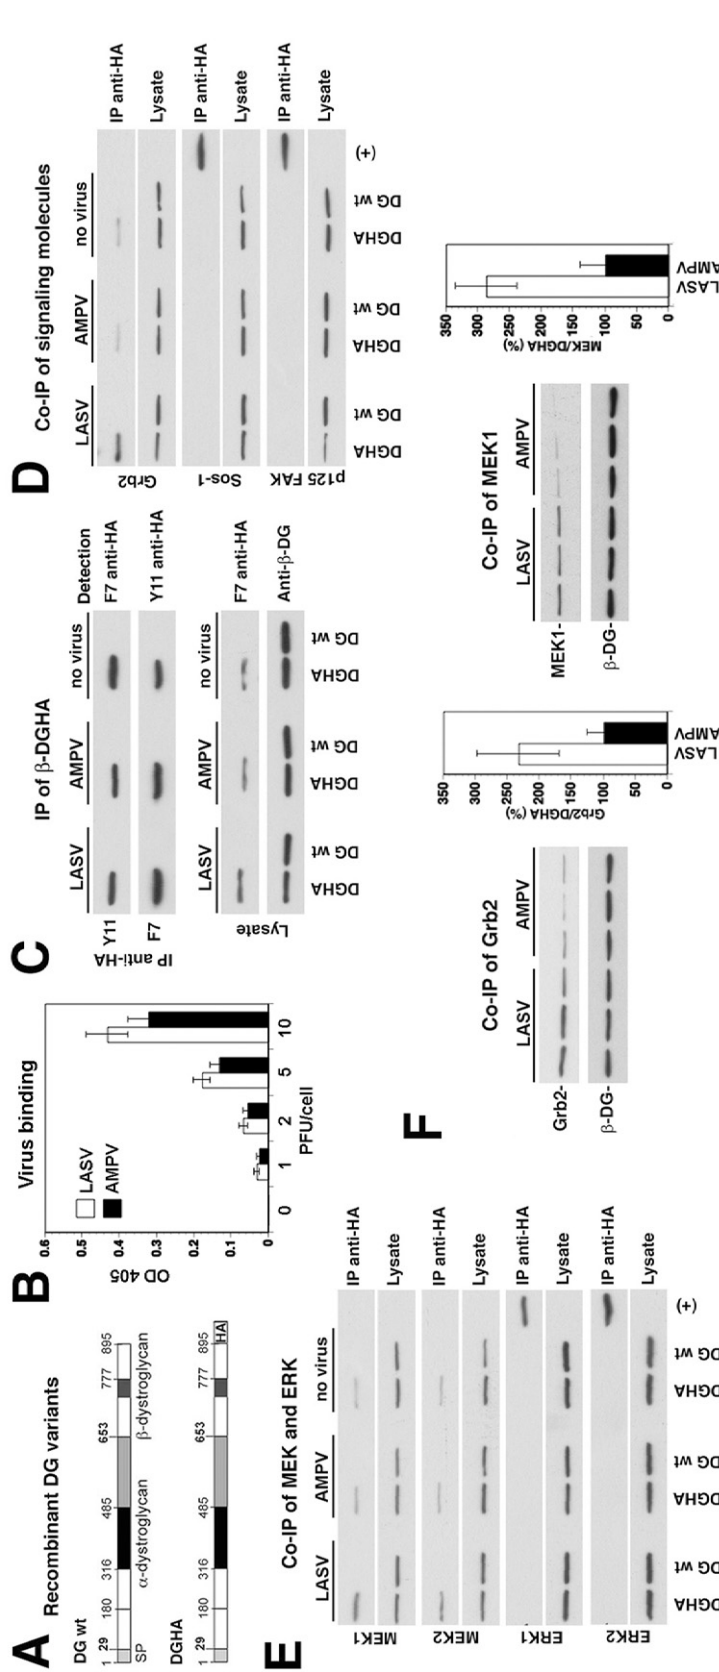 A
Recombinant DG variants
DG wt
1 29 180 316 485 653 777 895
SP α-dystroglycan β-dystroglycan
DGHA
1 29 180 316 485 653 777 895
HA
B
Virus binding
LASV
AMPV
OD 405
0.6
0.5
0.4
0.3
0.2
0.1
0
0 1 2 5 10
PFU/cell
C
IP of β-DGHA
LASV AMPV no virus Detection
Y11 F7 anti-HA
F7 Y11 anti-HA
IP anti-HA
LASV AMPV no virus
F7 anti-HA
Anti-β-DG
Lysate
DGHA DG wt DGHA DG wt DGHA DG wt
D
Co-IP of signaling molecules
LASV AMPV no virus
Grb2 IP anti-HA
Lysate
Sos-1 IP anti-HA
Lysate
p125 FAK IP anti-HA
Lysate
DGHA DG wt DGHA DG wt DGHA DG wt (+)
E
Co-IP of MEK and ERK
LASV AMPV no virus
MEK1 IP anti-HA
Lysate
MEK2 IP anti-HA
Lysate
ERK1 IP anti-HA
Lysate
ERK2 IP anti-HA
Lysate
DGHA DG wt DGHA DG wt DGHA DG wt (+)
F
Co-IP of Grb2
LASV AMPV
Grb2-
β-DG-
Grb2/DGHA (%)
350
300
250
200
150
100
50
0
LASV AMPV
Co-IP of MEK1
LASV AMPV
MEK1-
β-DG-
MEK/DGHA (%)
350
300
250
200
150
100
50
0
LASV AMPV